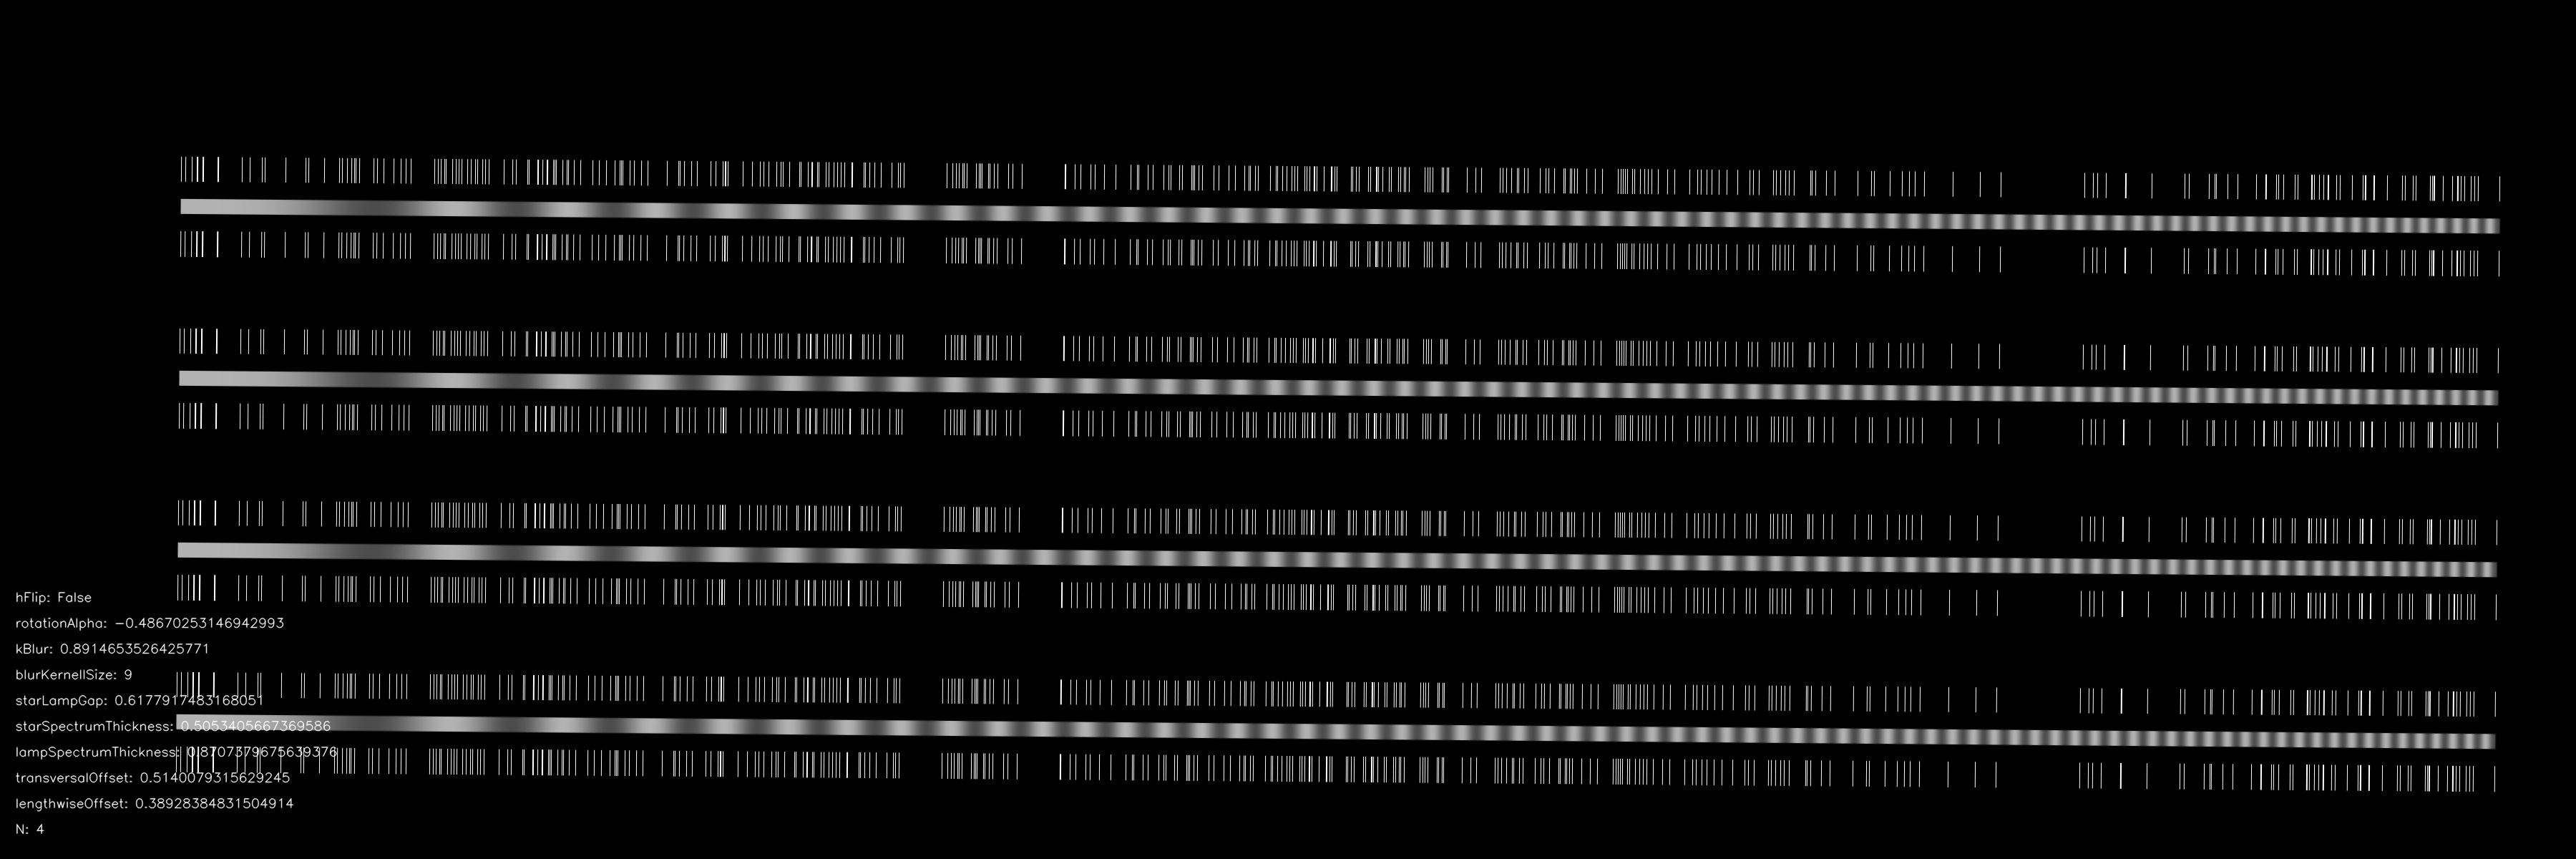 hFlip: False
rotationAlpha: −0.48670253146942993
kBlur: 0.8914653526425771
blurKernellSize: 9
starLampGap: 0.6177917483168051
starSpectrumThickness: 0.5053405667369586
lampSpectrumThickness: 0.8707379675639376
transversalOffset: 0.5140079315629245
lengthwiseOffset: 0.38928384831504914
N: 4